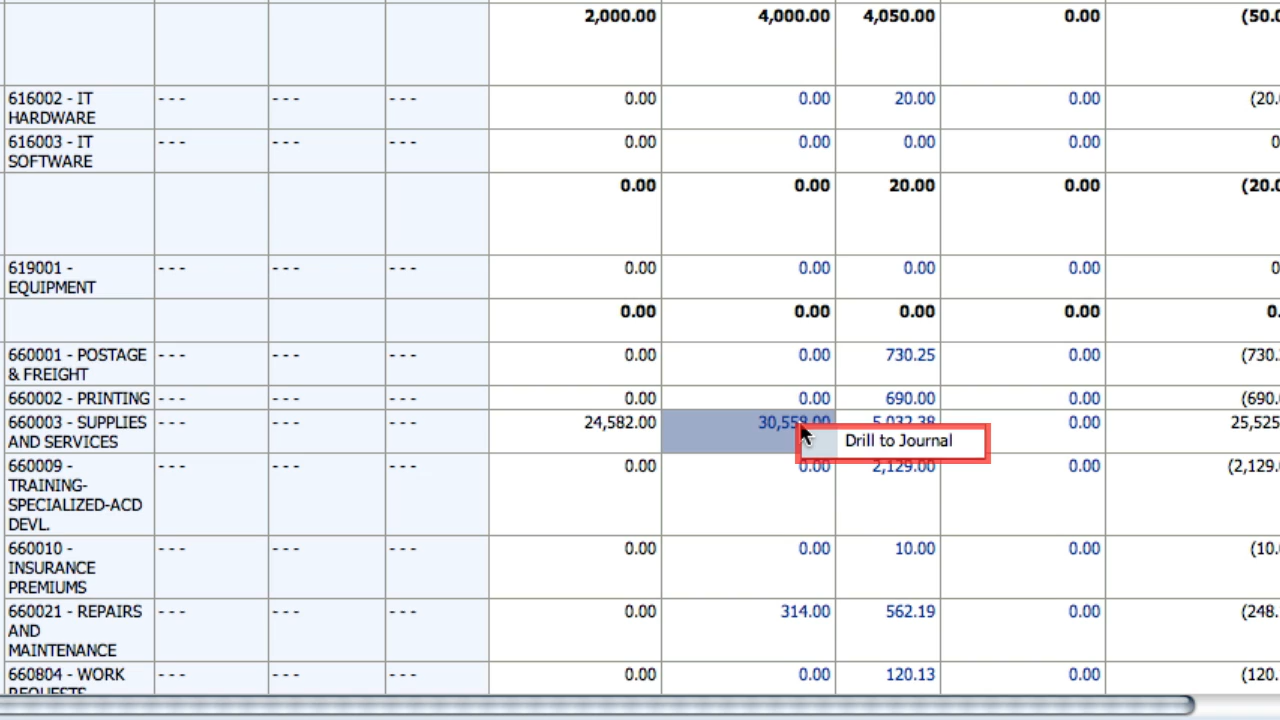 2,000.00 4,000.00 4,050.00 0.00 (50.0
616002 - IT --- --- --- 0.00 0.00 20.00 0.00 (20.
HARDWARE
616003 - IT --- --- --- 0.00 0.00 0.00 0.00 0
SOFTWARE
0.00 0.00 20.00 0.00 (20.0
619001 - --- --- --- 0.00 0.00 0.00 0.00 0
EQUIPMENT
0.00 0.00 0.00 0.00 0.
660001 - POSTAGE --- --- --- 0.00 0.00 730.25 0.00 (730.
& FREIGHT
660002 - PRINTING --- --- --- 0.00 0.00 690.00 0.00 (690.
660003 - SUPPLIES --- --- --- 24,582.00 30,558.00 5,032.38 0.00 25,525
AND SERVICES
Drill to Journal
660009 - --- --- --- 0.00 0.00 2,129.00 0.00 (2,129.
TRAINING-
SPECIALIZED-ACD
DEVL.
660010 - --- --- --- 0.00 0.00 10.00 0.00 (10.
INSURANCE
PREMIUMS
660021 - REPAIRS --- --- --- 0.00 314.00 562.19 0.00 (248.
AND
MAINTENANCE
660804 - WORK --- --- --- 0.00 0.00 120.13 0.00 (120.
REQUESTS